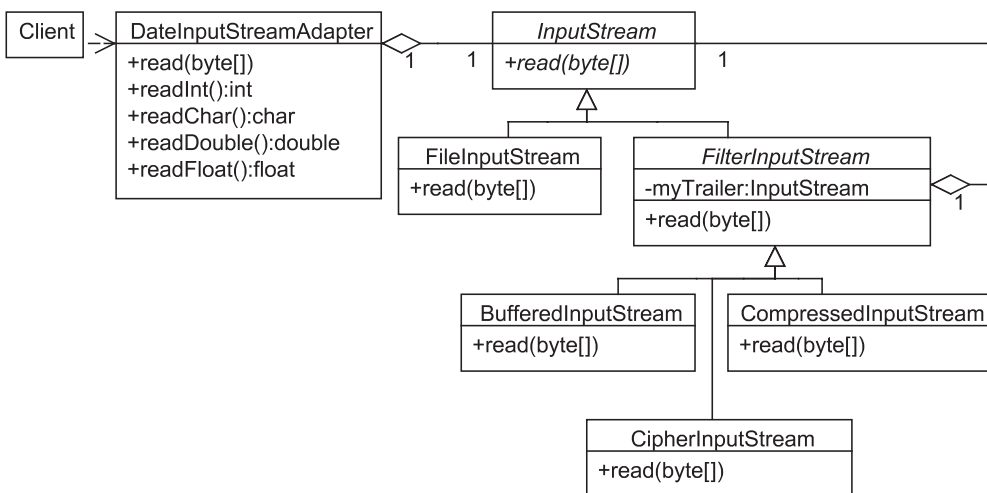 Client
DateInputStreamAdapter
+read(byte[])
+readInt():int
+readChar():char
+readDouble():double
+readFloat():float
1
1
InputStream
+read(byte[])
1
FileInputStream
+read(byte[])
FilterInputStream
-myTrailer:InputStream
+read(byte[])
1
BufferedInputStream
+read(byte[])
CompressedInputStream
+read(byte[])
CipherInputStream
+read(byte[])